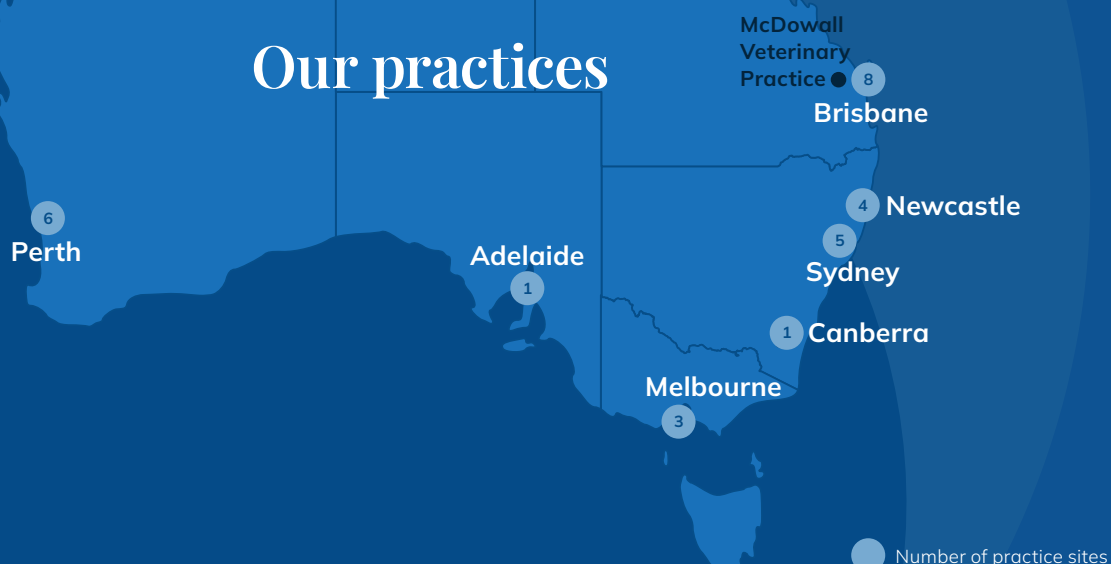 Our practices
McDowall
Veterinary
Practice
8
Brisbane
4
Newcastle
6
Perth
5
Sydney
Adelaide
1
1
Canberra
Melbourne
3
Number of practice sites